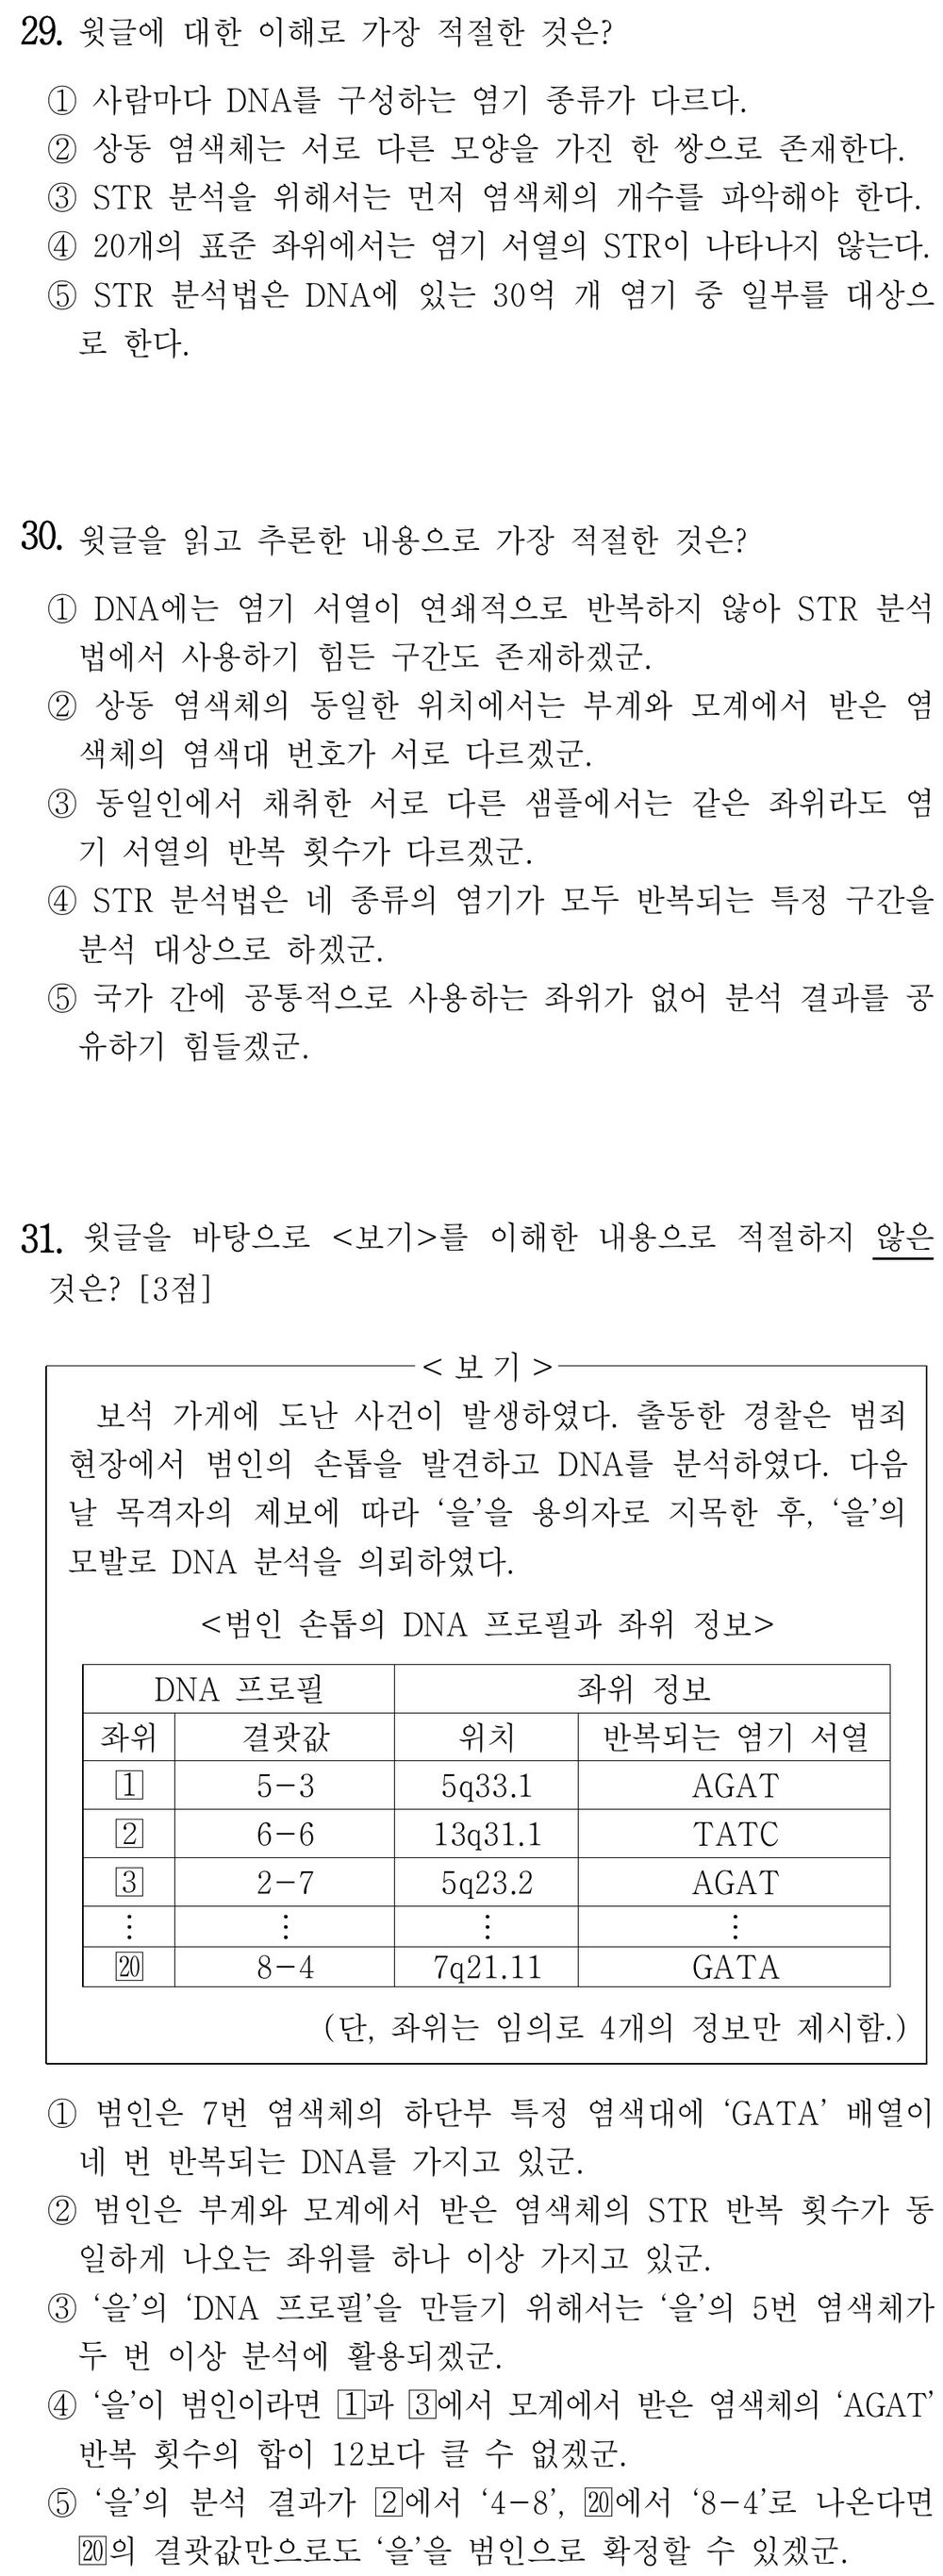 29. 윗글에 대한 이해로 가장 적절한 것은?
① 사람마다 DNA를 구성하는 염기 종류가 다르다.
② 상동 염색체는 서로 다른 모양을 가진 한 쌍으로 존재한다.
③ STR 분석을 위해서는 먼저 염색체의 개수를 파악해야 한다.
④ 20개의 표준 좌위에서는 염기 서열의 STR이 나타나지 않는다.
⑤ STR 분석법은 DNA에 있는 30억 개 염기 중 일부를 대상으
로 한다.
30. 윗글을 읽고 추론한 내용으로 가장 적절한 것은?
① DNA에는 염기 서열이 연쇄적으로 반복하지 않아 STR 분석
법에서 사용하기 힘든 구간도 존재하겠군.
② 상동 염색체의 동일한 위치에서는 부계와 모계에서 받은 염
색체의 염색대 번호가 서로 다르겠군.
③ 동일인에서 채취한 서로 다른 샘플에서는 같은 좌위라도 염
기 서열의 반복 횟수가 다르겠군.
④ STR 분석법은 네 종류의 염기가 모두 반복되는 특정 구간을
분석 대상으로 하겠군.
⑤ 국가 간에 공통적으로 사용하는 좌위가 없어 분석 결과를 공
유하기 힘들겠군.
31. 윗글을 바탕으로 <보기>를 이해한 내용으로 적절하지 않은
것은? [3점]
< 보 기 >
보석 가게에 도난 사건이 발생하였다. 출동한 경찰은 범죄
현장에서 범인의 손톱을 발견하고 DNA를 분석하였다. 다음
날 목격자의 제보에 따라 ‘을’을 용의자로 지목한 후, ‘을’의
모발로 DNA 분석을 의뢰하였다.
<범인 손톱의 DNA 프로필과 좌위 정보>
DNA 프로필 좌위 정보
좌위 결괏값 위치 반복되는 염기 서열
1 5-3 5q33.1 AGAT
2 6-6 13q31.1 TATC
3 2-7 5q23.2 AGAT
⋮ ⋮ ⋮ ⋮
20 8-4 7q21.11 GATA
(단, 좌위는 임의로 4개의 정보만 제시함.)
① 범인은 7번 염색체의 하단부 특정 염색대에 ‘GATA’ 배열이
네 번 반복되는 DNA를 가지고 있군.
② 범인은 부계와 모계에서 받은 염색체의 STR 반복 횟수가 동
일하게 나오는 좌위를 하나 이상 가지고 있군.
③ ‘을’의 ‘DNA 프로필’을 만들기 위해서는 ‘을’의 5번 염색체가
두 번 이상 분석에 활용되겠군.
④ ‘을’이 범인이라면 1과 3에서 모계에서 받은 염색체의 ‘AGAT’
반복 횟수의 합이 12보다 클 수 없겠군.
⑤ ‘을’의 분석 결과가 2에서 ‘4-8’, 20에서 ‘8-4’로 나온다면
20의 결괏값만으로도 ‘을’을 범인으로 확정할 수 있겠군.